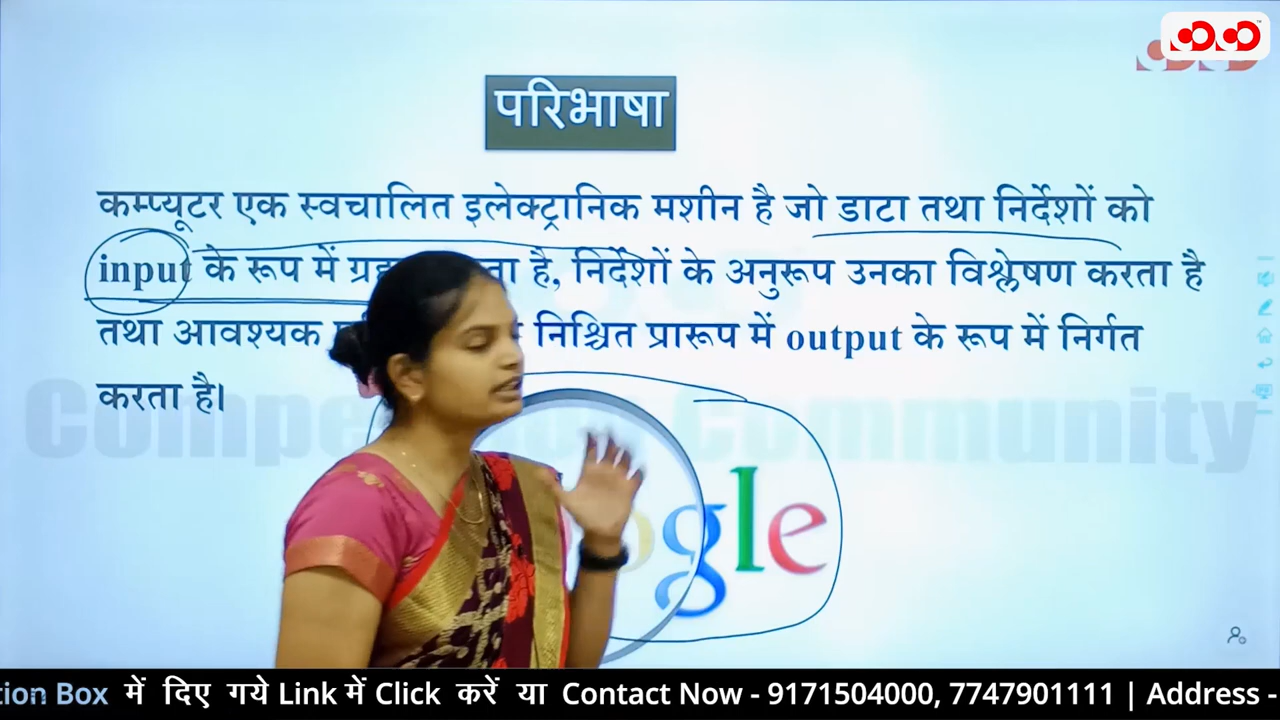 परिभाषा
कम्प्यूटर एक स्वचालित इलेक्ट्रानिक मशीन है जो डाटा तथा निर्देशों को
input के रूप में है, निर्देशों के अनुरूप उनका विश्लेषण करता है
तथा आवश्यक निश्चित प्रारूप में output के रूप में निर्गत
करता है।
Community
gle
Box में दिए गये Link में Click करें या Contact Now - 9171504000, 7747901111 | Address -